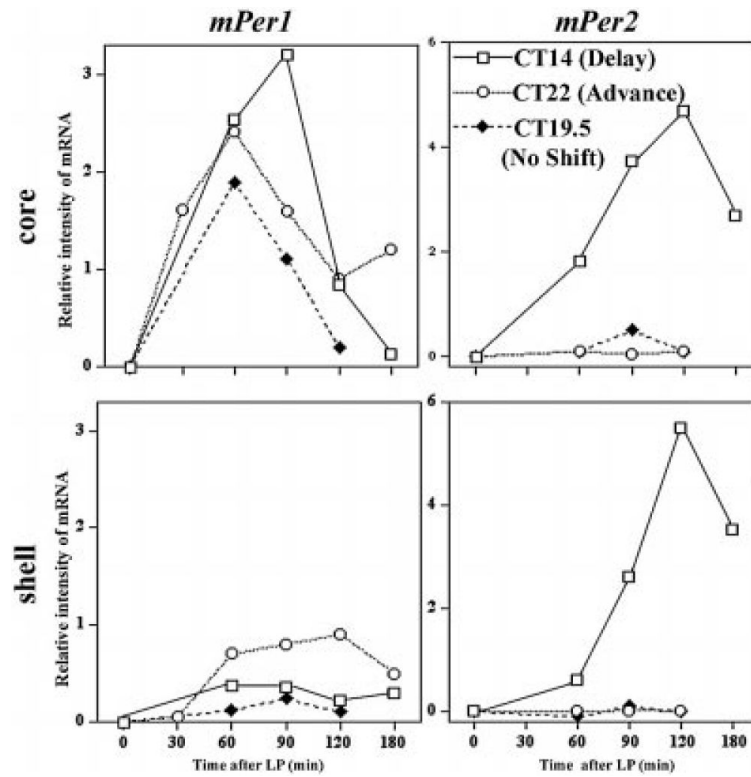 mPer1
mPer2
core
Relative intensity of mRNA
3
2
1
0
6
4
2
0
CT14 (Delay)
CT22 (Advance)
CT19.5
(No Shift)
shell
Relative intensity of mRNA
3
2
1
0
0 30 60 90 120 180
Time after LP (min)
6
4
2
0
0 30 60 90 120 180
Time after LP (min)